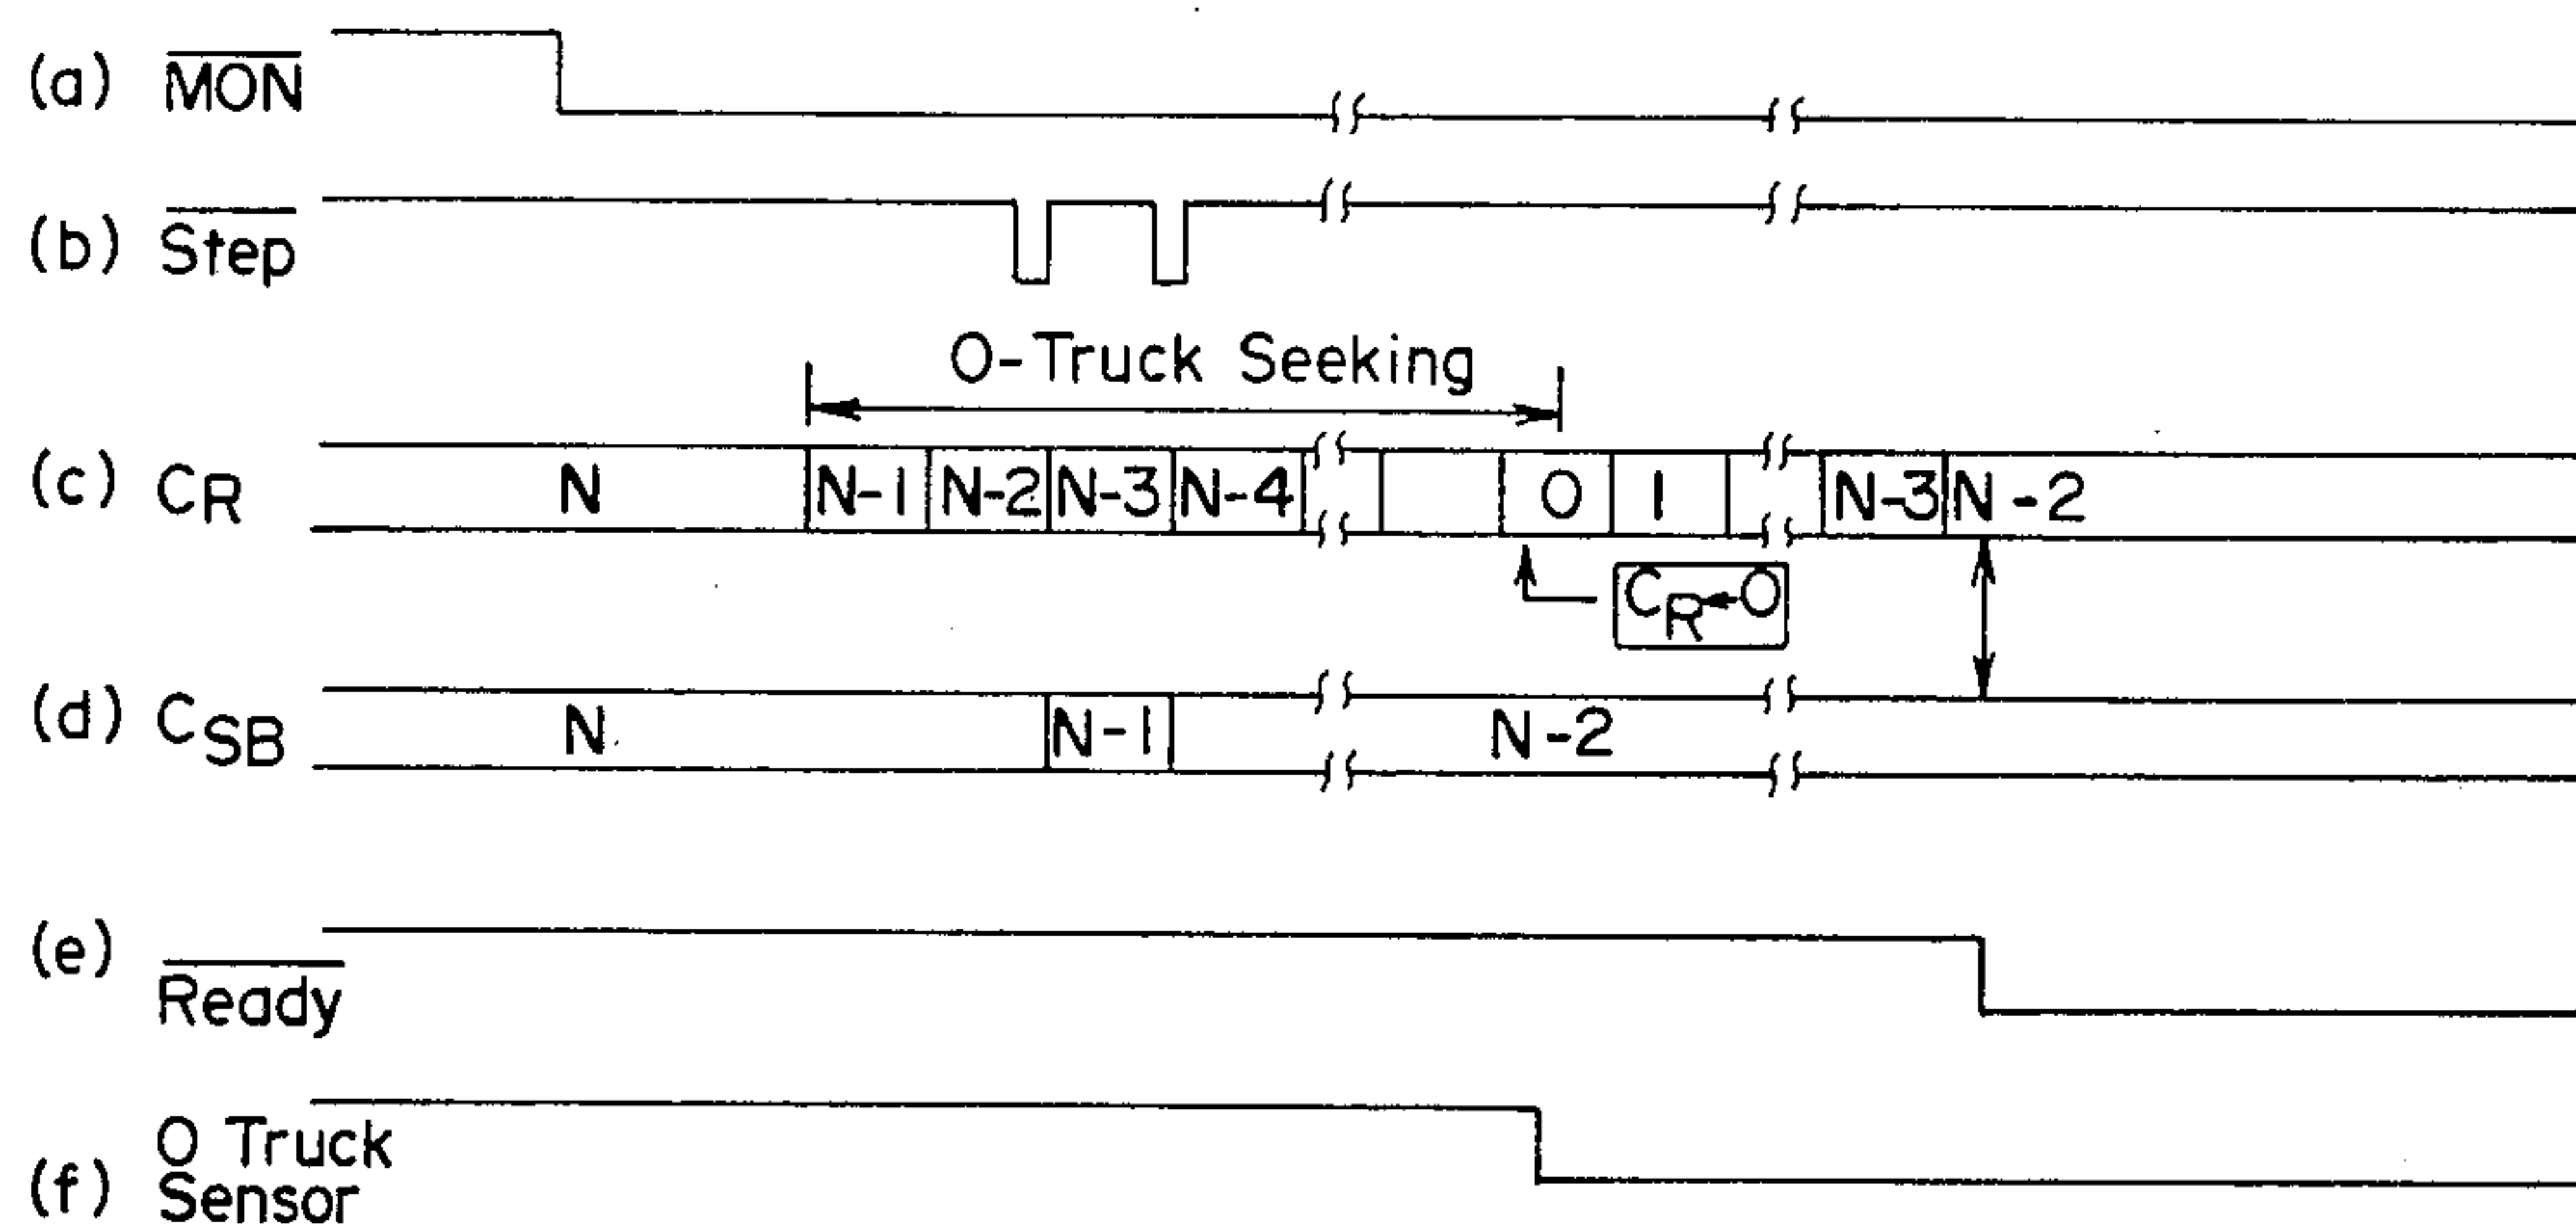 (a) MON
(b) Step
0-Truck Seeking
(c) CR N N-1 N-2 N-3 N-4 0 1 N-3 N-2
CR←0
(d) CSB N N-1 N-2
(e) Ready
(f) 0 Truck
Sensor